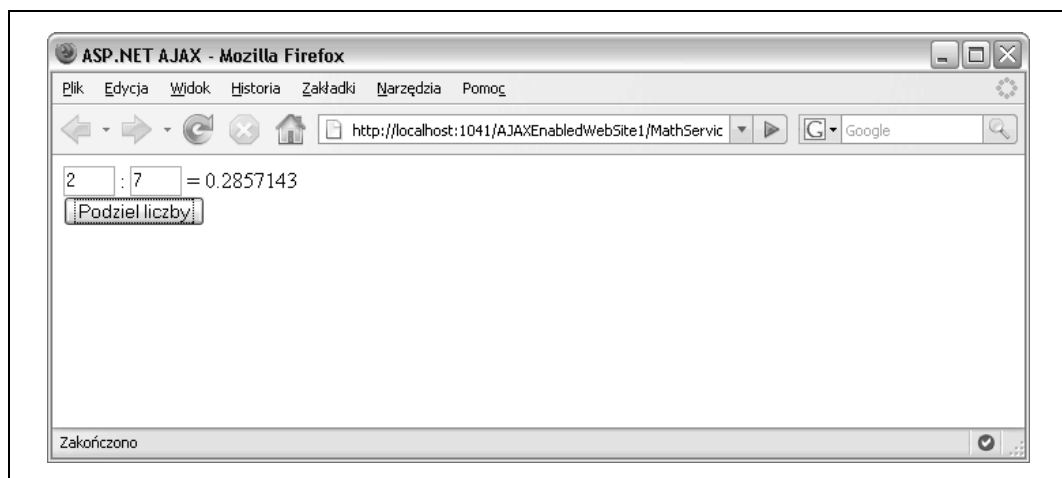 ASP.NET AJAX - Mozilla Firefox
Plik Edycja Widok Historia Zakładki Narzędzia Pomoc
http://localhost:1041/AJAXEnabledWebSite1/MathServic G Google
2 : 7 = 0.2857143
Podziel liczby
Zakończono